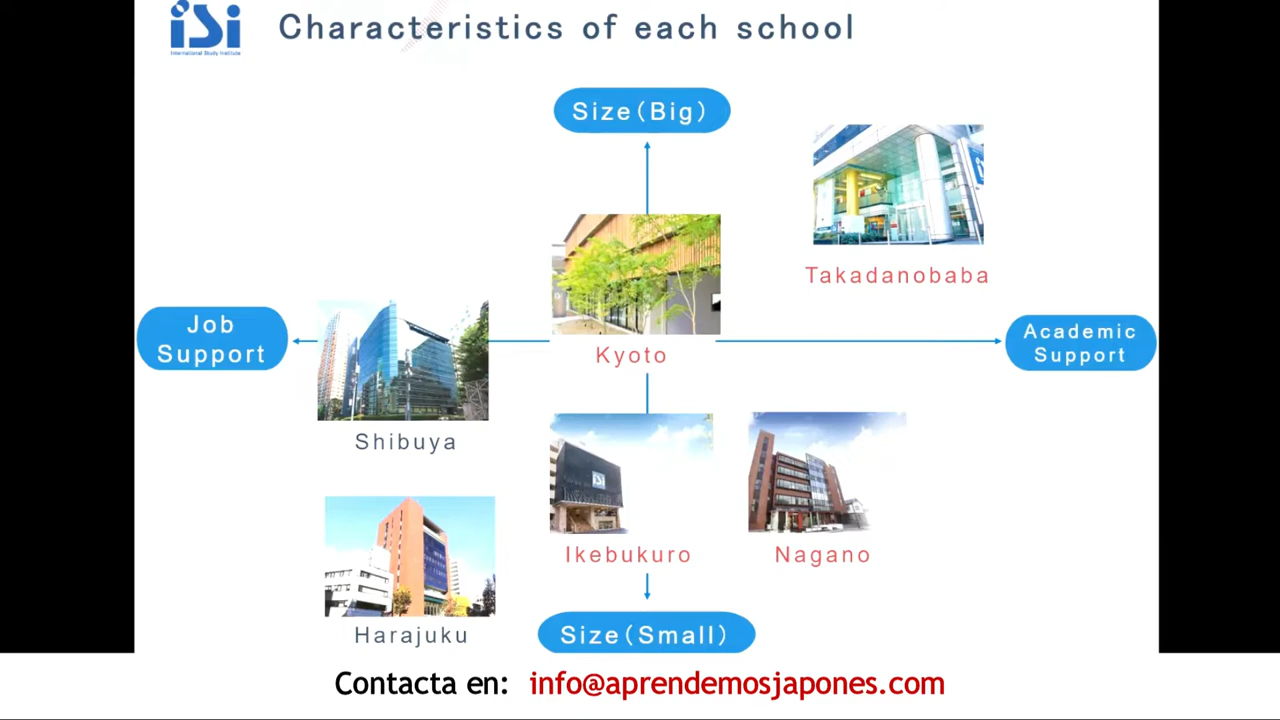 iSi
International Study Institute
Characteristics of each school
Size(Big)
Takadanobaba
Job
Support
Kyoto
Academic
Support
Shibuya
iSi
Ikebukuro
Nagano
Harajuku
Size(Small)
Contacta en: info@aprendemosjapones.com